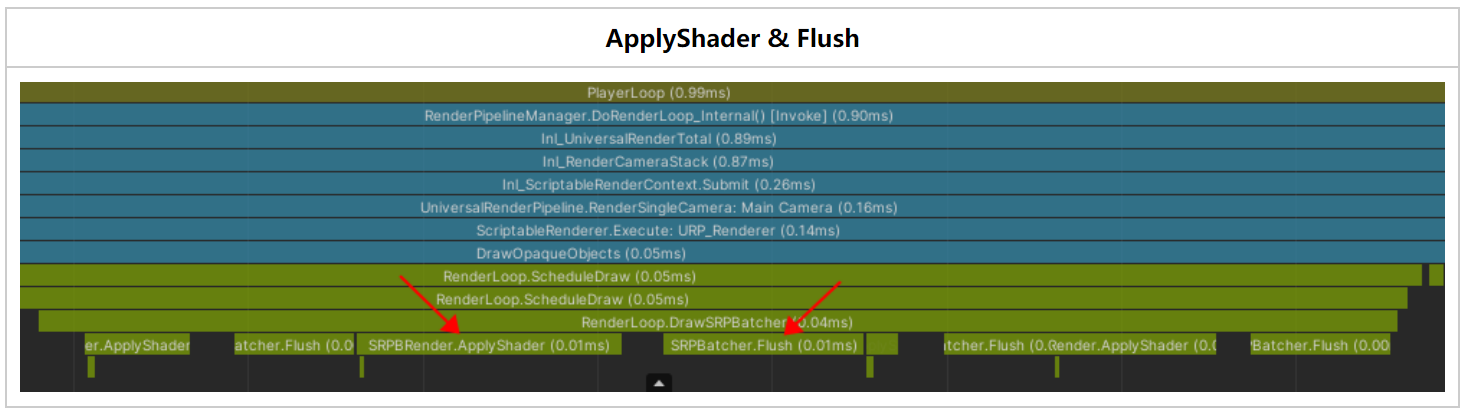 ApplyShader & Flush
PlayerLoop (0.99ms)
RenderPipelineManager.DoRenderLoop_Internal() [Invoke] (0.90ms)
Inl_UniversalRenderTotal (0.89ms)
Inl_RenderCameraStack (0.87ms)
Inl_ScriptableRenderContext.Submit (0.26ms)
UniversalRenderPipeline.RenderSingleCamera: Main Camera (0.16ms)
ScriptableRenderer.Execute: URP_Renderer (0.14ms)
DrawOpaqueObjects (0.05ms)
RenderLoop.ScheduleDraw (0.05ms)
RenderLoop.ScheduleDraw (0.05ms)
RenderLoop.DrawSRPBatcher (0.04ms)
er.ApplyShader atcher.Flush (0.0 SRPBRender.ApplyShader (0.01ms) SRPBatcher.Flush (0.01ms) tcher.Flush (0.0 Render.ApplyShader (0.0 Batcher.Flush (0.00